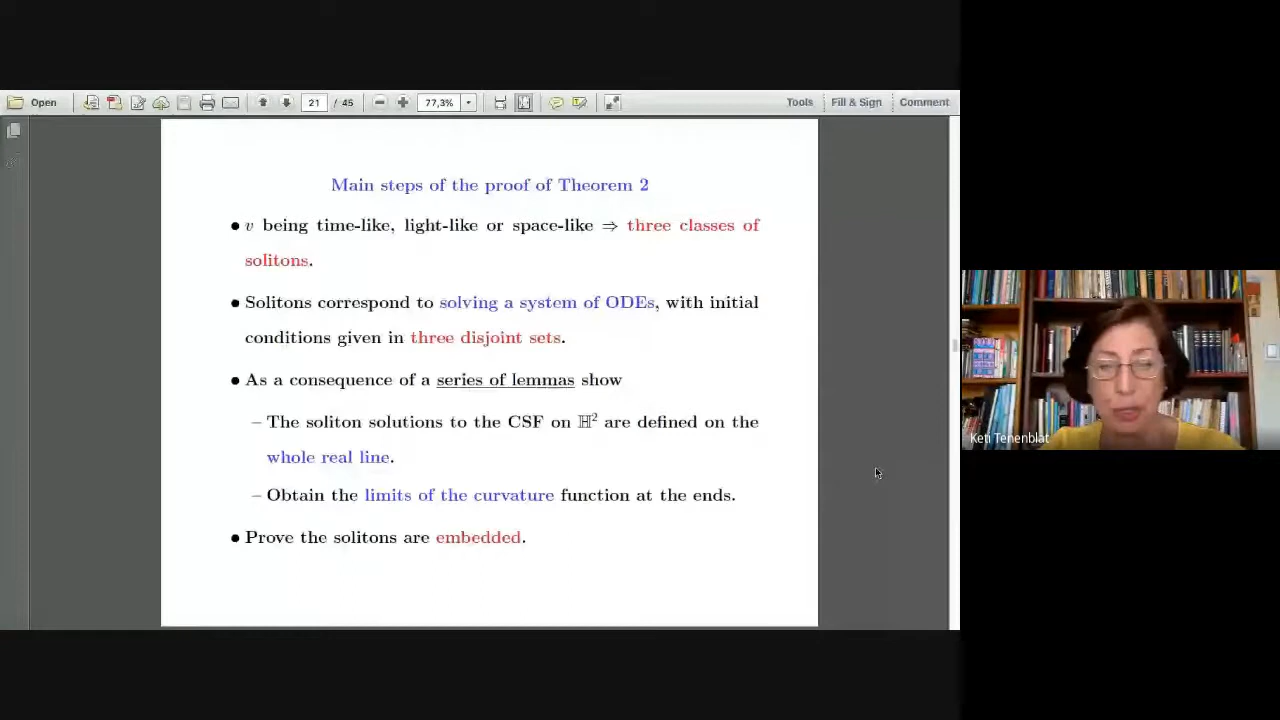 Open
21 / 45
77,3%
Tools
Fill & Sign
Comment
Main steps of the proof of Theorem 2
• v being time-like, light-like or space-like ⇒ three classes of
solitons.
• Solitons correspond to solving a system of ODEs, with initial
conditions given in three disjoint sets.
• As a consequence of a series of lemmas show
– The soliton solutions to the CSF on ℍ² are defined on the
whole real line.
– Obtain the limits of the curvature function at the ends.
• Prove the solitons are embedded.
Keti Tenenblat